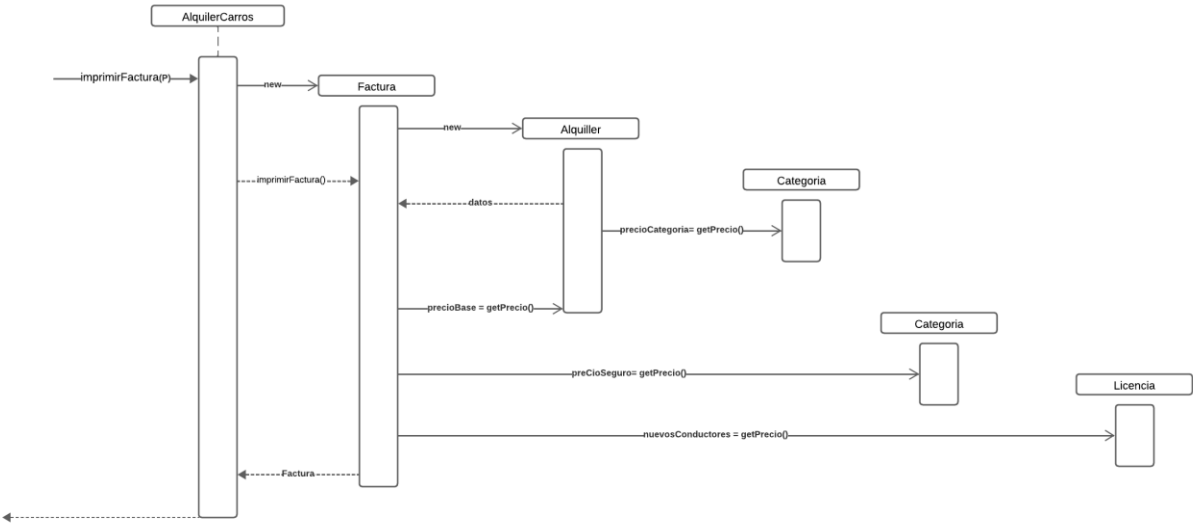 AlquilerCarros
imprimirFactura(P)
new
Factura
new
Alquiller
imprimirFactura()
Categoria
datos
precioCategoria= getPrecio()
precioBase = getPrecio()
Categoria
preCioSeguro= getPrecio()
Licencia
nuevosConductores = getPrecio()
Factura